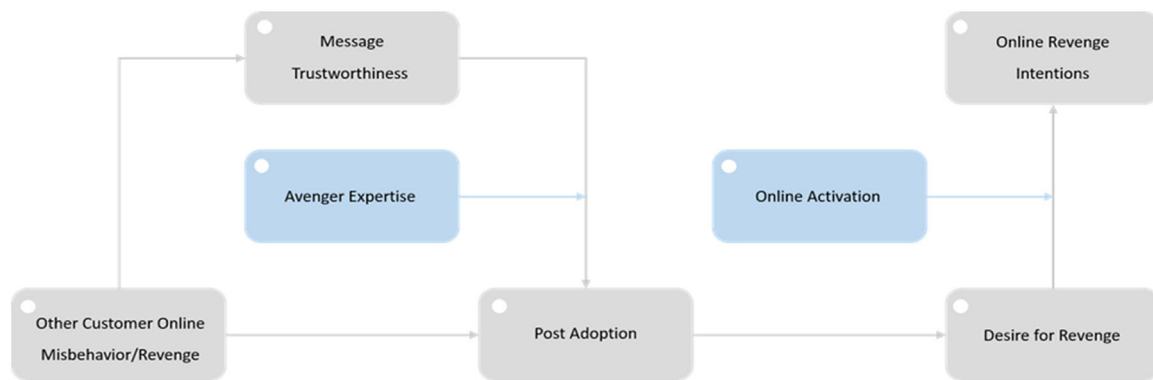 Message
Trustworthiness
Online Revenge
Intentions
Avenger Expertise
Online Activation
Other Customer Online
Misbehavior/Revenge
Post Adoption
Desire for Revenge